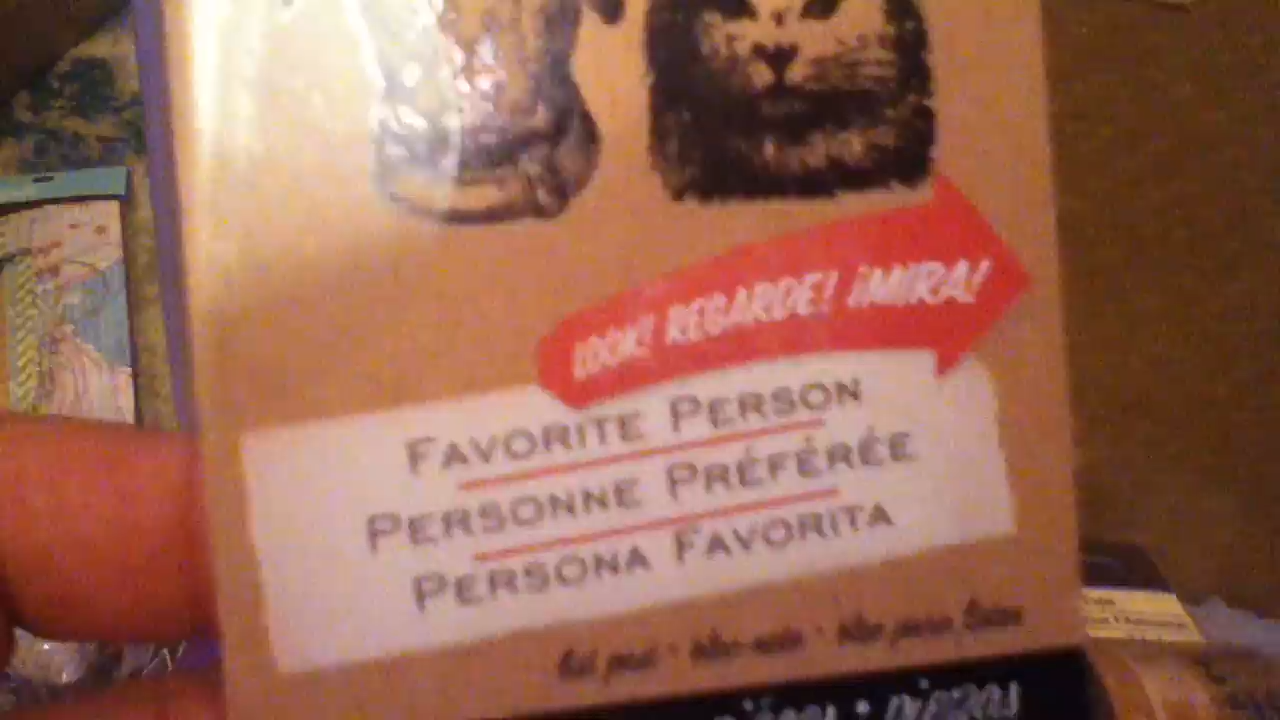 LOOK! REGARDE! ¡MIRA!
FAVORITE PERSON
PERSONNE PRÉFÉRÉE
PERSONA FAVORITA